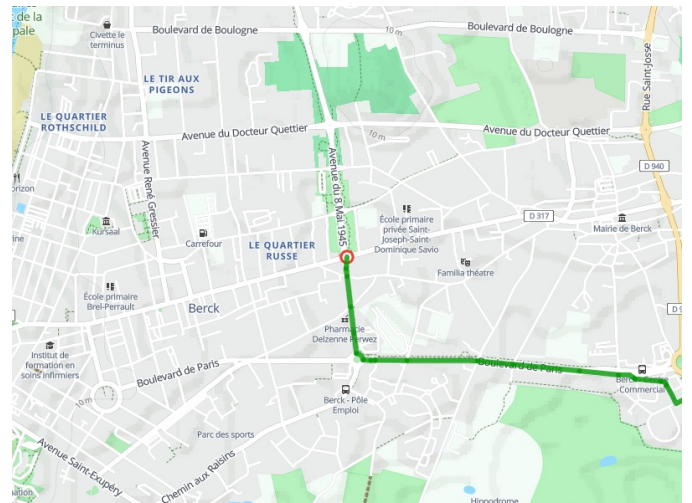 t de la
pale
Civette le
terminus
Boulevard de Boulogne
10 m
Boulevard de Boulogne
LE TIR AUX
PIGEONS
LE QUARTIER
ROTHSCHILD
Avenue du Docteur Quettier
10 m
Avenue du Docteur Quettier
Rue Saint-Josse
D 940
Avenue René Gressier
Avenue du 8 Mai 1945
orizon
ine
Kursaal
Carrefour
LE QUARTIER
RUSSE
École primaire
privée Saint-
Joseph-Saint-
Dominique Savio
D 317
Mairie de Berck
Familia théatre
École primaire
Brel-Perrault
Berck
D 9
Pharmacie
Delzenne Perwez
Institut de
formation en
soins infirmiers
Boulevard de Paris
Boulevard de Paris
Commercial
Berck - Pôle
Emploi
10 m
Parc des sports
Avenue Saint-Exupéry
Chemin aux Raisins
nation
Hippodrome